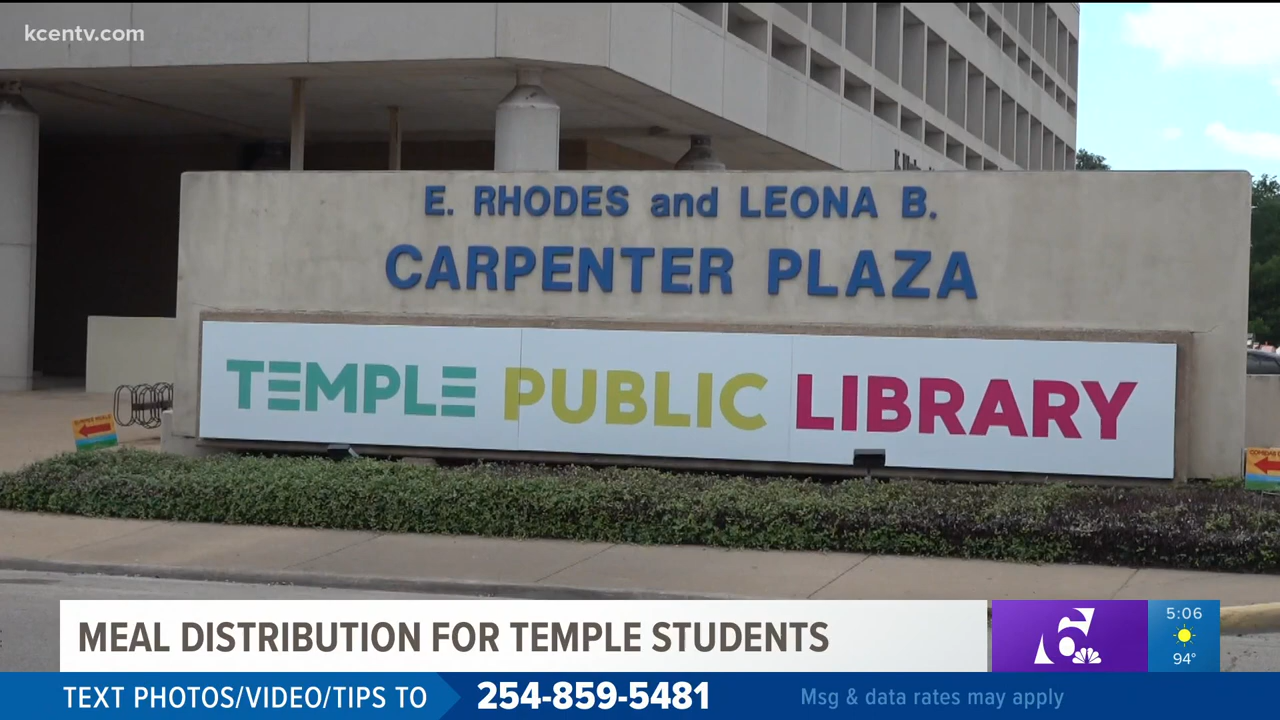 kcentv.com
E. RHODES and LEONA B.
CARPENTER PLAZA
TEMPLE PUBLIC LIBRARY
MEAL DISTRIBUTION FOR TEMPLE STUDENTS
6
5:06
94°
TEXT PHOTOS/VIDEO/TIPS TO 254-859-5481 Msg & data rates may apply